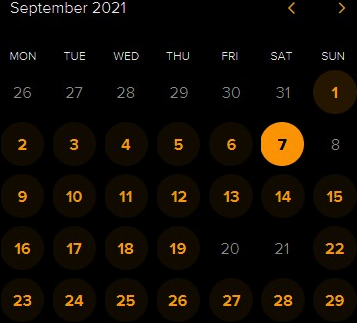 September 2021
MON TUE WED THU FRI SAT SUN
26 27 28 29 30 31 1
2 3 4 5 6 7 8
9 10 11 12 13 14 15
16 17 18 19 20 21 22
23 24 25 26 27 28 29